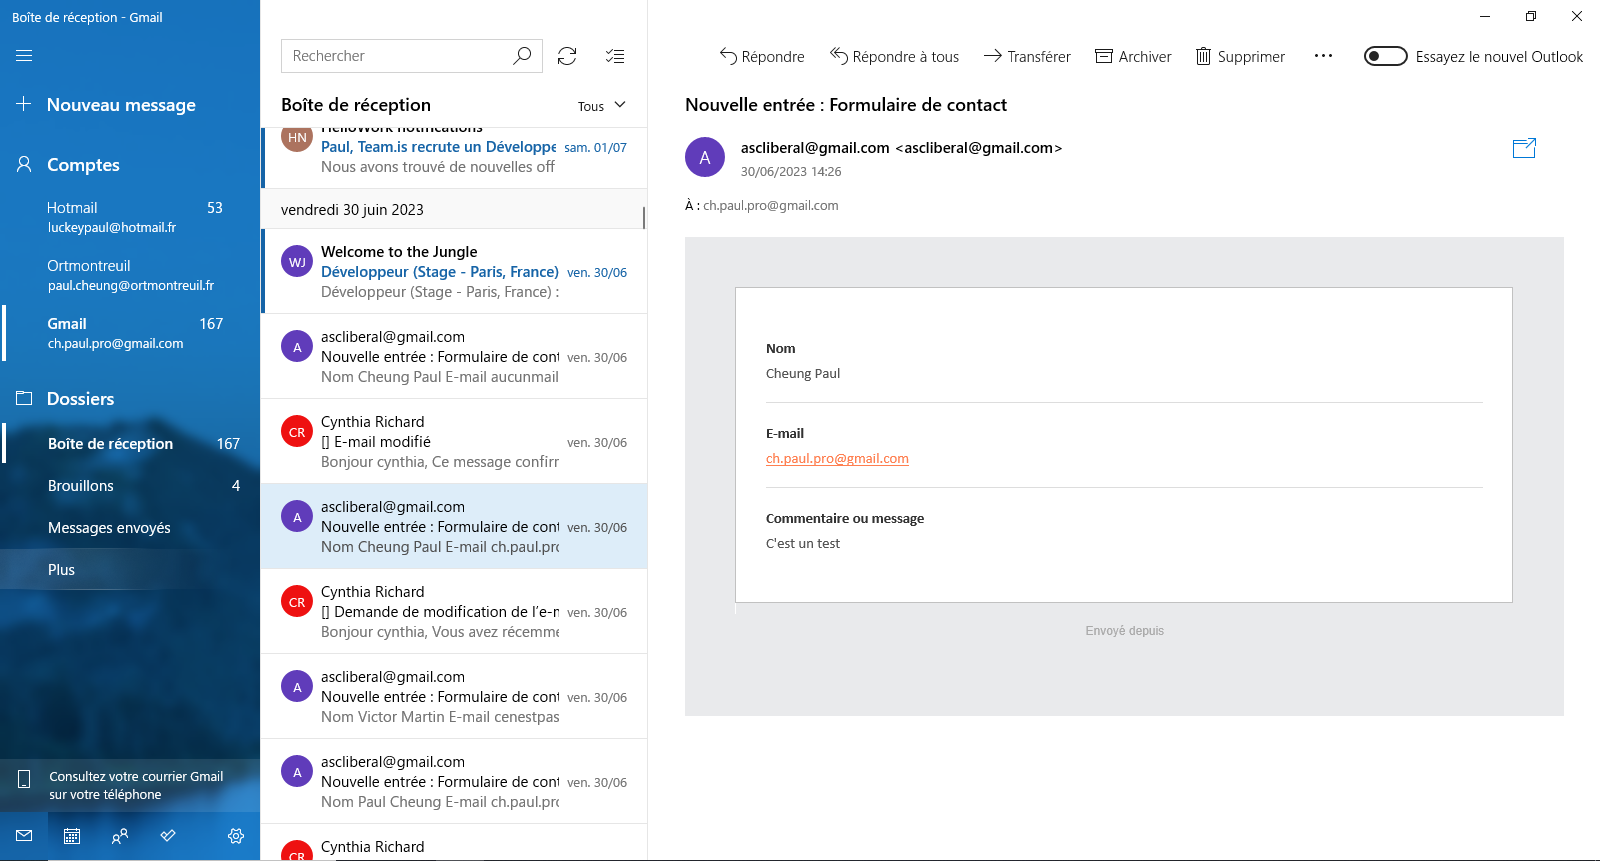 Boîte de réception - Gmail
Nouveau message
Comptes
Hotmail 53
luckeypaul@hotmail.fr
Ortmontreuil
paul.cheung@ortmontreuil.fr
Gmail 167
ch.paul.pro@gmail.com
Dossiers
Boîte de réception 167
Brouillons 4
Messages envoyés
Plus
Consultez votre courrier Gmail
sur votre téléphone
Rechercher
Boîte de réception Tous
HN HelloWork notifications
Paul, Team.is recrute un Développe sam. 01/07
Nous avons trouvé de nouvelles off
vendredi 30 juin 2023
WJ Welcome to the Jungle
Développeur (Stage - Paris, France) ven. 30/06
Développeur (Stage - Paris, France) :
A ascliberal@gmail.com
Nouvelle entrée : Formulaire de cont ven. 30/06
Nom Cheung Paul E-mail aucunmail
CR Cynthia Richard
[] E-mail modifié ven. 30/06
Bonjour cynthia, Ce message confirr
A ascliberal@gmail.com
Nouvelle entrée : Formulaire de cont ven. 30/06
Nom Cheung Paul E-mail ch.paul.pro
CR Cynthia Richard
[] Demande de modification de l’e-m ven. 30/06
Bonjour cynthia, Vous avez récemme
A ascliberal@gmail.com
Nouvelle entrée : Formulaire de cont ven. 30/06
Nom Victor Martin E-mail cenestpas
A ascliberal@gmail.com
Nouvelle entrée : Formulaire de cont ven. 30/06
Nom Paul Cheung E-mail ch.paul.pro
CR Cynthia Richard
Répondre Répondre à tous Transférer Archiver Supprimer ... Essayez le nouvel Outlook
Nouvelle entrée : Formulaire de contact
A ascliberal@gmail.com <ascliberal@gmail.com>
30/06/2023 14:26
À : ch.paul.pro@gmail.com
Nom
Cheung Paul
E-mail
ch.paul.pro@gmail.com
Commentaire ou message
C'est un test
Envoyé depuis